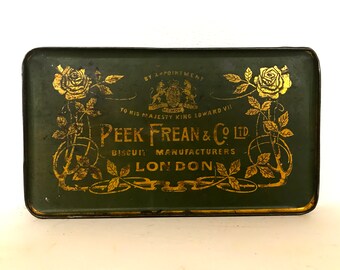 BY APPOINTMENT
TO HIS MAJESTY KING EDWARD VII
PEEK FREAN & CO LTD
BISCUIT MANUFACTURERS
LONDON